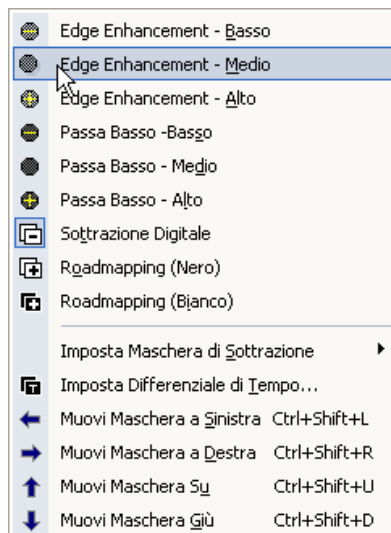 Edge Enhancement - Basso
Edge Enhancement - Medio
Edge Enhancement - Alto
Passa Basso -Basso
Passa Basso - Medio
Passa Basso - Alto
Sottrazione Digitale
Roadmapping (Nero)
Roadmapping (Bianco)
Imposta Maschera di Sottrazione
Imposta Differenziale di Tempo...
Muovi Maschera a Sinistra Ctrl+Shift+L
Muovi Maschera a Destra Ctrl+Shift+R
Muovi Maschera Su Ctrl+Shift+U
Muovi Maschera Giù Ctrl+Shift+D